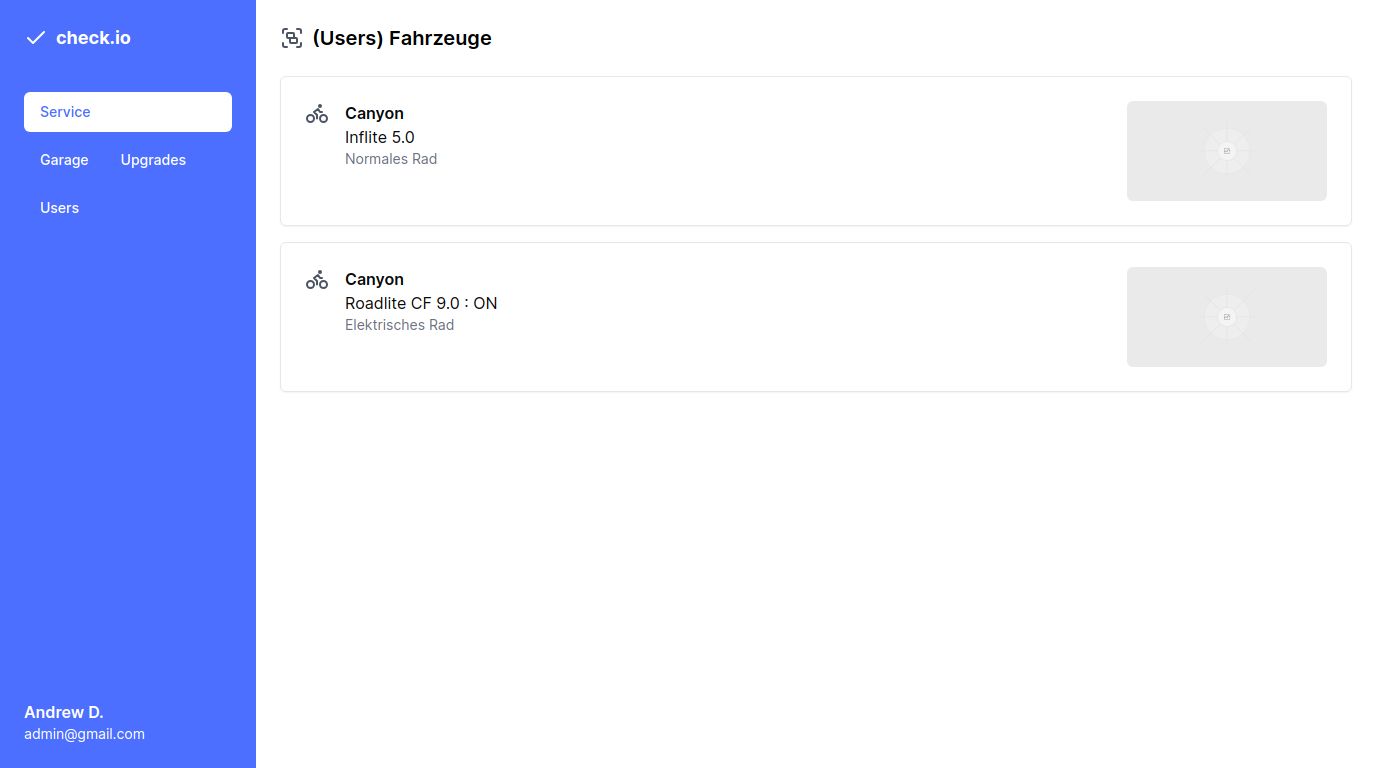 check.io
Service
Garage Upgrades
Users
Andrew D.
admin@gmail.com
(Users) Fahrzeuge
Canyon
Inflite 5.0
Normales Rad
Canyon
Roadlite CF 9.0 : ON
Elektrisches Rad